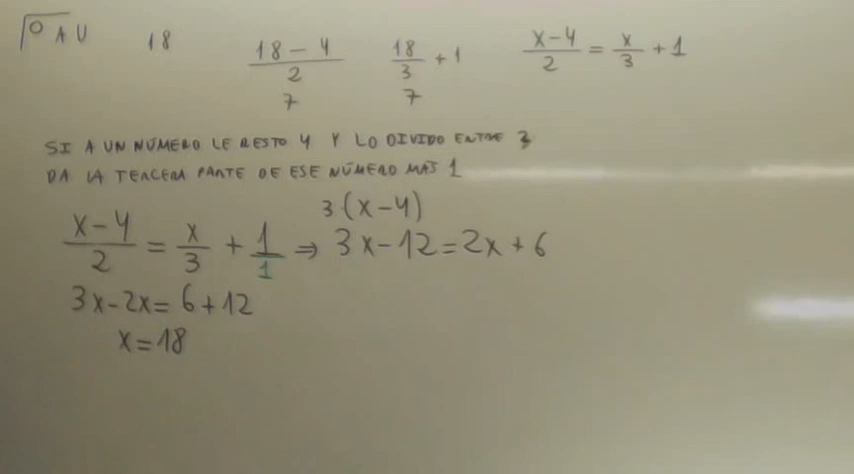 PAU 18 (18-4)/2 18/3 + 1 (x-4)/2 = x/3 + 1
7 7
SI A UN NÚMERO LE RESTO 4 Y LO DIVIDO ENTRE
DA LA TERCERA PARTE DE ESE NÚMERO MAS 1
3(x-4)
(x-4)/2 = x/3 + 1/1 ⇒ 3x-12=2x+6
3x-2x=6+12
x=18